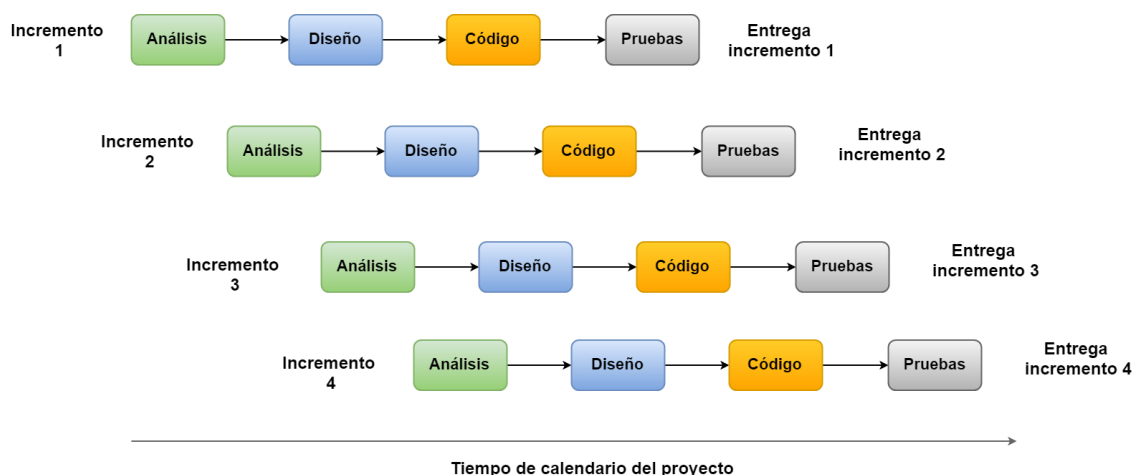 Incremento
1
Análisis
Diseño
Código
Pruebas
Entrega
incremento 1
Incremento
2
Análisis
Diseño
Código
Pruebas
Entrega
incremento 2
Incremento
3
Análisis
Diseño
Código
Pruebas
Entrega
incremento 3
Incremento
4
Análisis
Diseño
Código
Pruebas
Entrega
incremento 4
Tiempo de calendario del proyecto